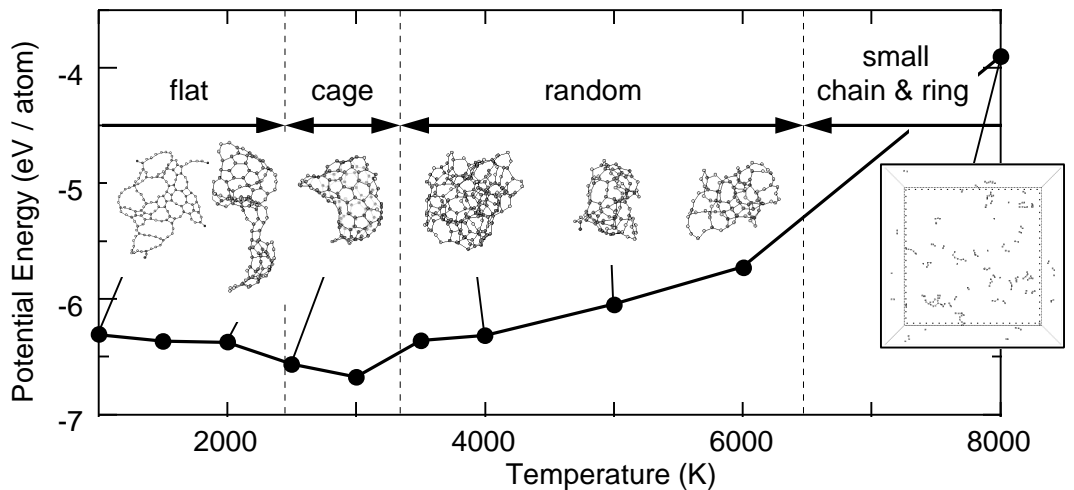 Potential Energy (eV / atom)
-4
-5
-6
-7
flat
cage
random
small
chain & ring
2000
4000
6000
8000
Temperature (K)